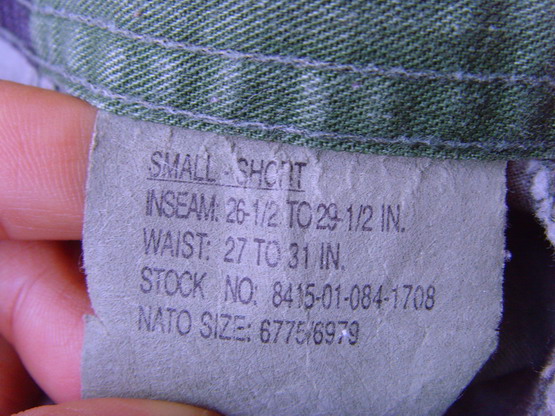 SMALL - SHORT
INSEAM: 26-1/2 TO 29-1/2 IN.
WAIST: 27 TO 31 IN.
STOCK NO: 8415-01-084-1708
NATO SIZE: 6775/6979